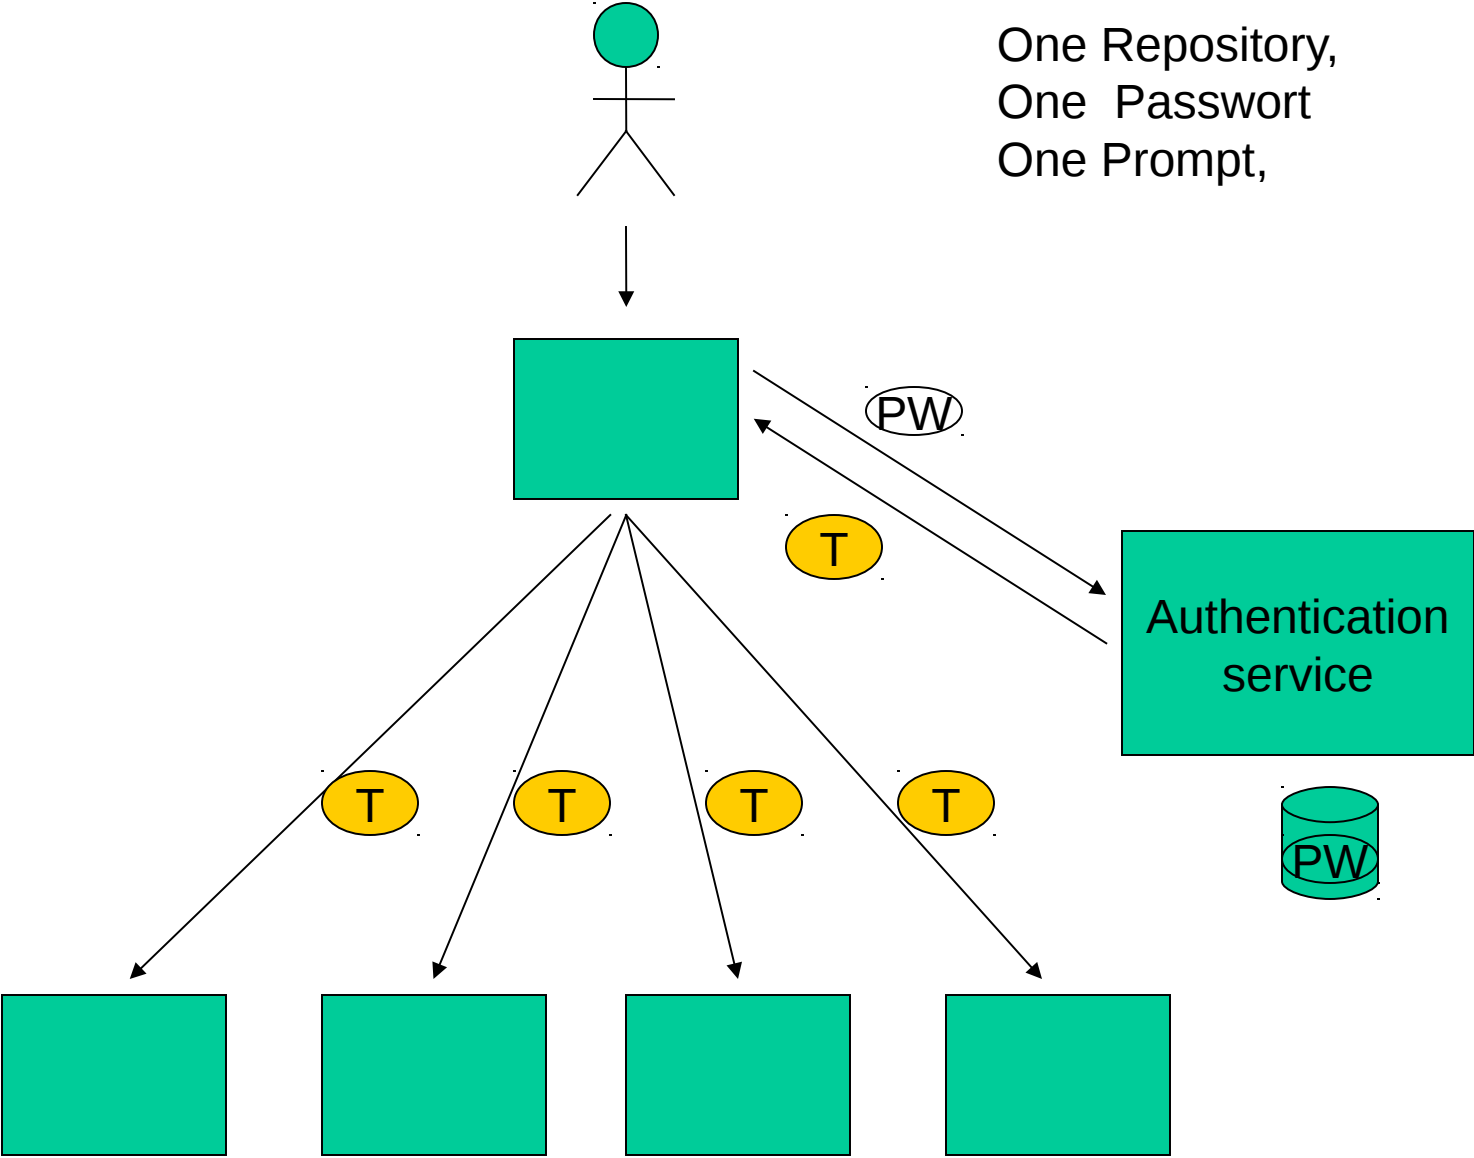 One Repository,
One  Passwort
One Prompt,
PW
T
Authentication
service
T
T
T
T
PW